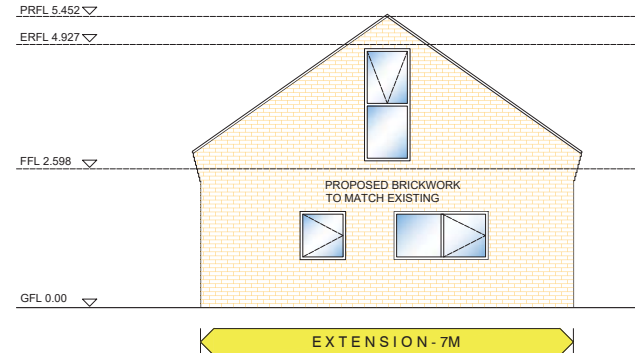 PRFL 5.452
ERFL 4.927
FFL 2.598
PROPOSED BRICKWORK
TO MATCH EXISTING
GFL 0.00
EXTENSION - 7M